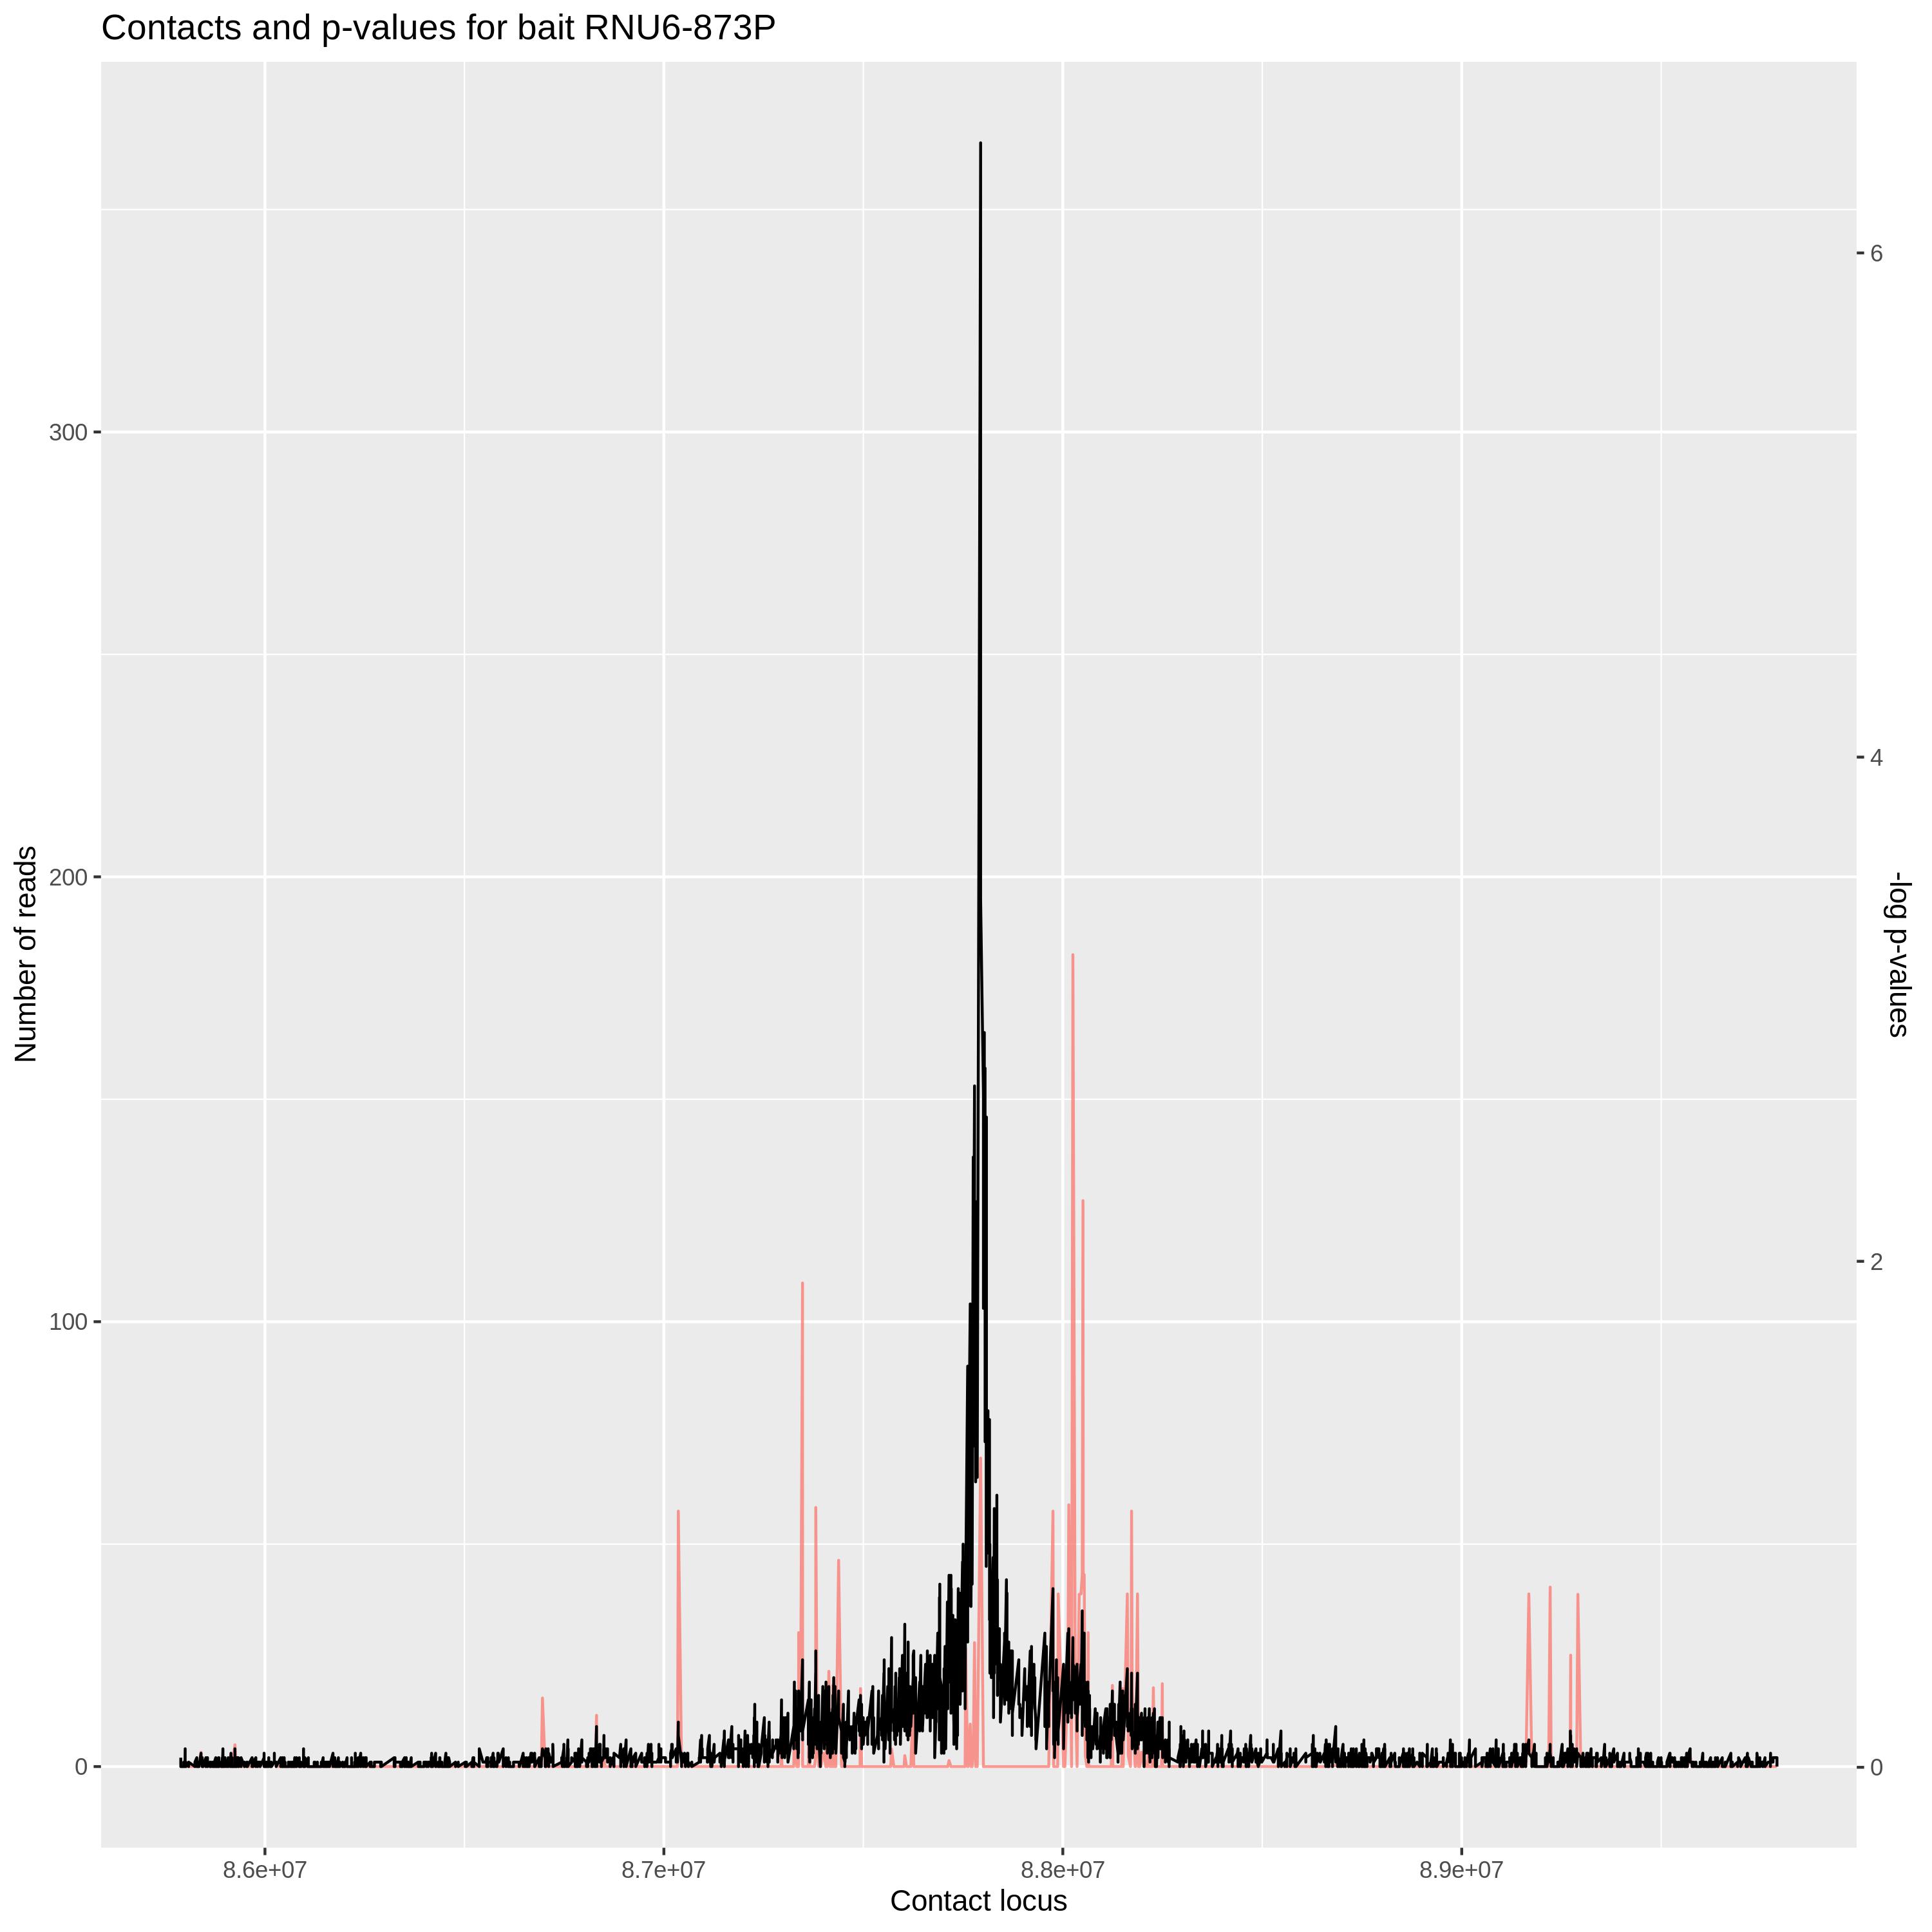 Contacts and p-values for bait RNU6-873P
Number of reads
300
200
100
0
6
4
2
0
-log p-values
8.6e+07
8.7e+07
8.8e+07
8.9e+07
Contact locus